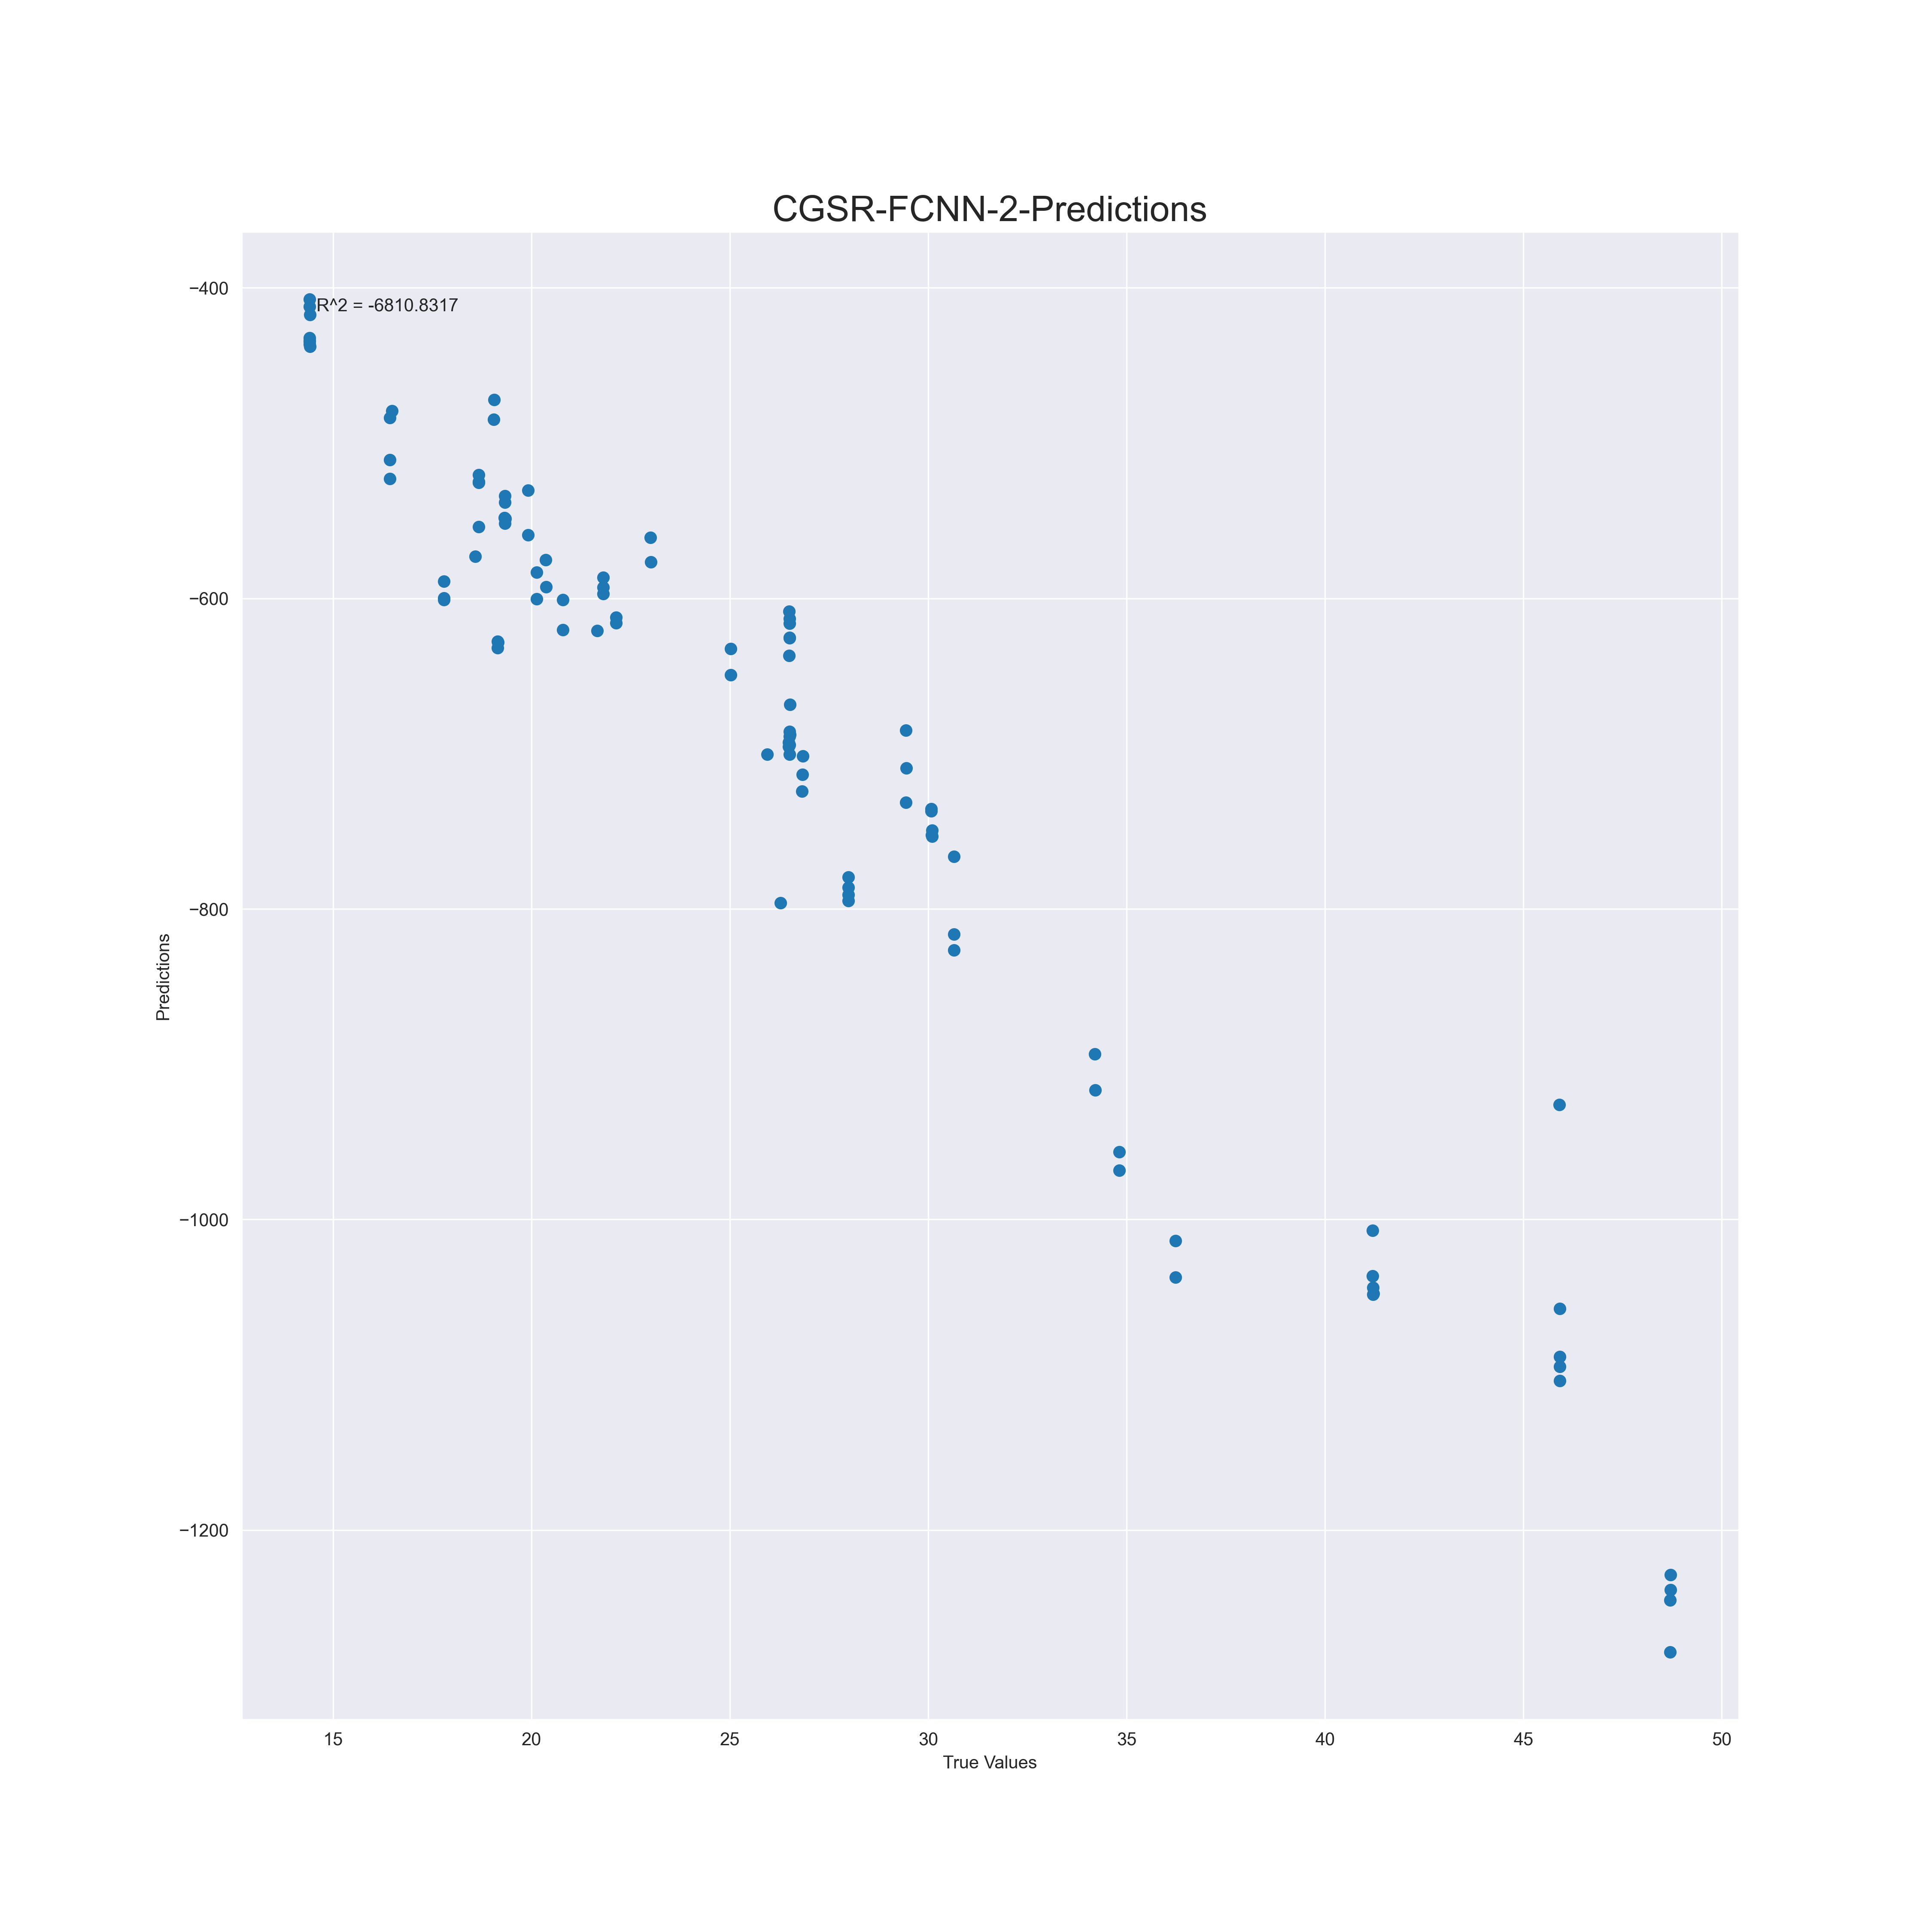 CGSR-FCNN-2-Predictions
R^2 = -6810.8317
−400
−600
−800
−1000
−1200
Predictions
15 20 25 30 35 40 45 50
True Values